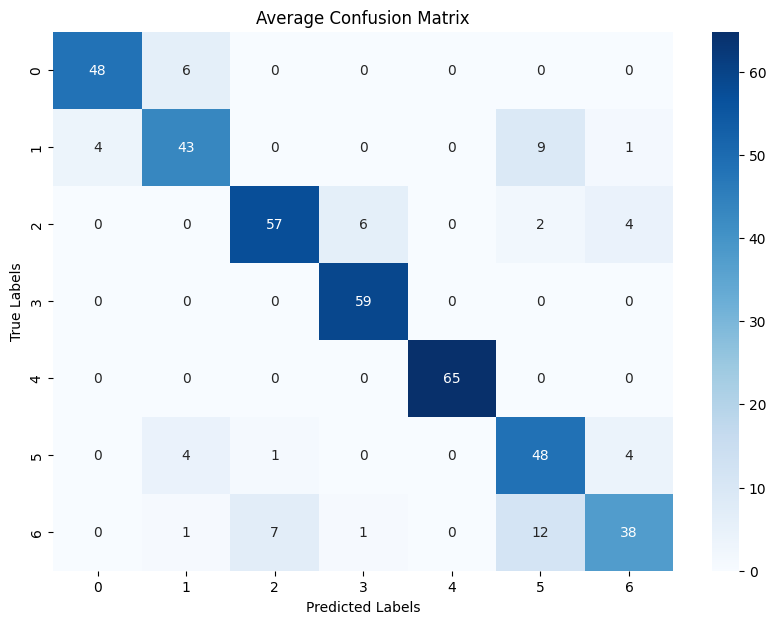 Average Confusion Matrix
True Labels
0 48 6 0 0 0 0 0
1 4 43 0 0 0 9 1
2 0 0 57 6 0 2 4
3 0 0 0 59 0 0 0
4 0 0 0 0 65 0 0
5 0 4 1 0 0 48 4
6 0 1 7 1 0 12 38
0 1 2 3 4 5 6
Predicted Labels
60
50
40
30
20
10
0